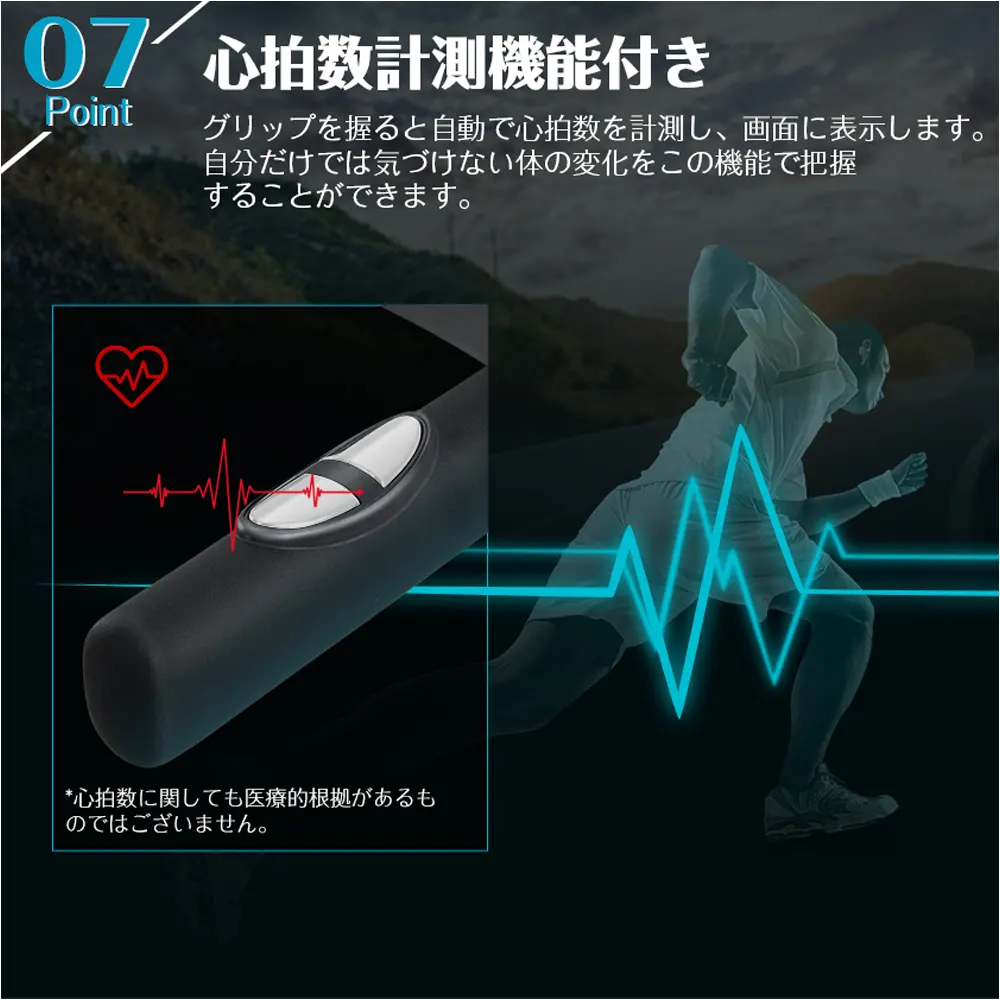 07
Point
心拍数計測機能付き
グリップを握ると自動で心拍数を計測し、画面に表示します。
自分だけでは気づけない体の変化をこの機能で把握
することができます。
*心拍数に関しても医療的根拠があるも
のではございません。